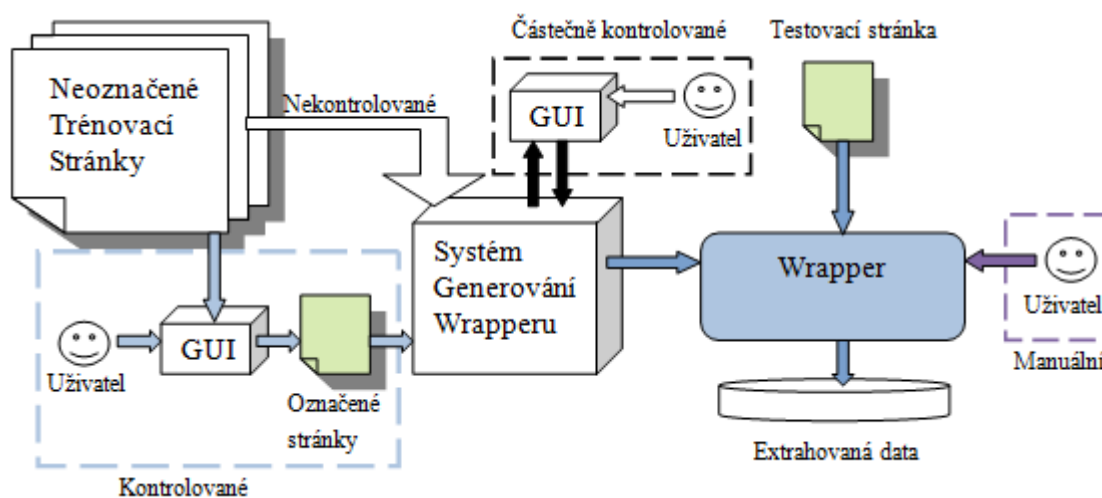 Částečně kontrolované
Testovací stránka
Neoznačené
Trénovací
Stránky
Nekontrolované
GUI
Uživatel
Systém
Generování
Wrapperu
Wrapper
Uživatel
Manuální
GUI
Uživatel
Označené
stránky
Extrahovaná data
Kontrolované